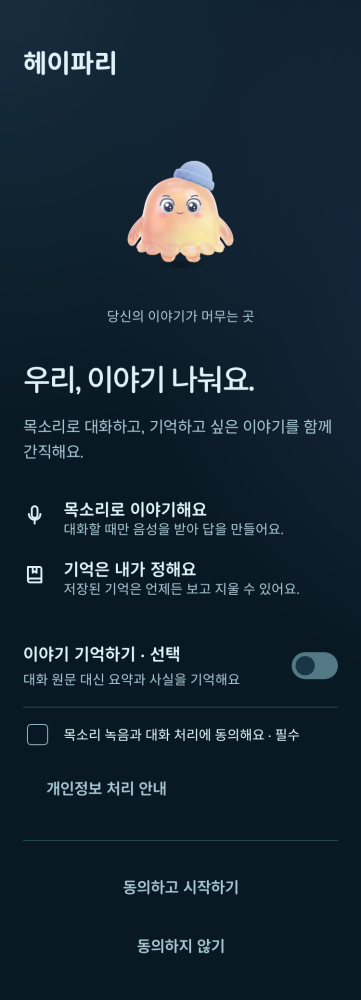 헤이파리
당신의 이야기가 머무는 곳
우리, 이야기 나눠요.
목소리로 대화하고, 기억하고 싶은 이야기를 함께
간직해요.
목소리로 이야기해요
대화할 때만 음성을 받아 답을 만들어요.
기억은 내가 정해요
저장된 기억은 언제든 보고 지울 수 있어요.
이야기 기억하기 · 선택
대화 원문 대신 요약과 사실을 기억해요
목소리 녹음과 대화 처리에 동의해요 · 필수
개인정보 처리 안내
동의하고 시작하기
동의하지 않기